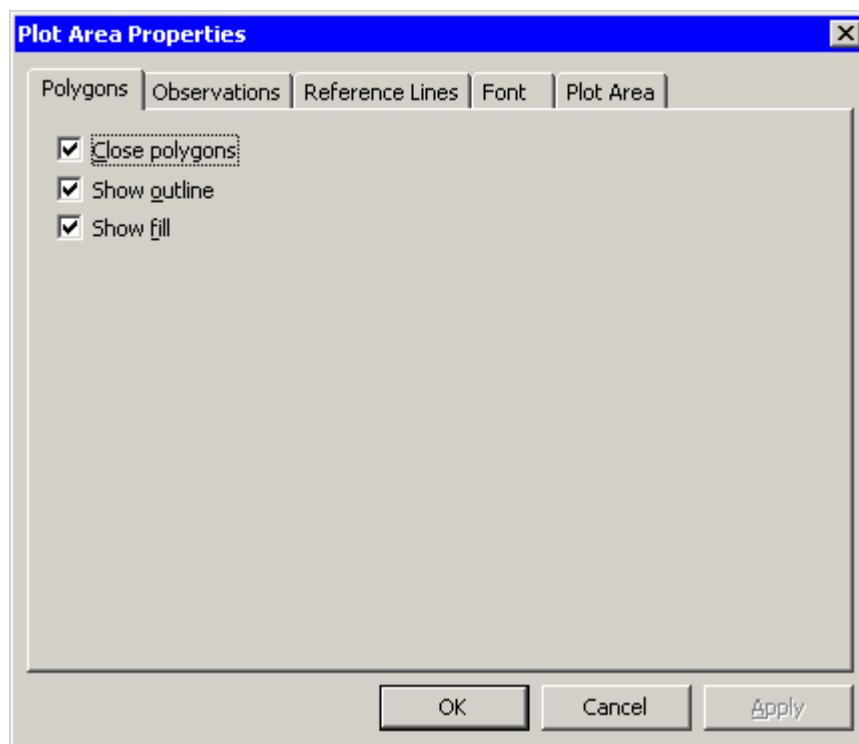 Plot Area Properties
Polygons Observations Reference Lines Font Plot Area
Close polygons
Show outline
Show fill
OK Cancel Apply